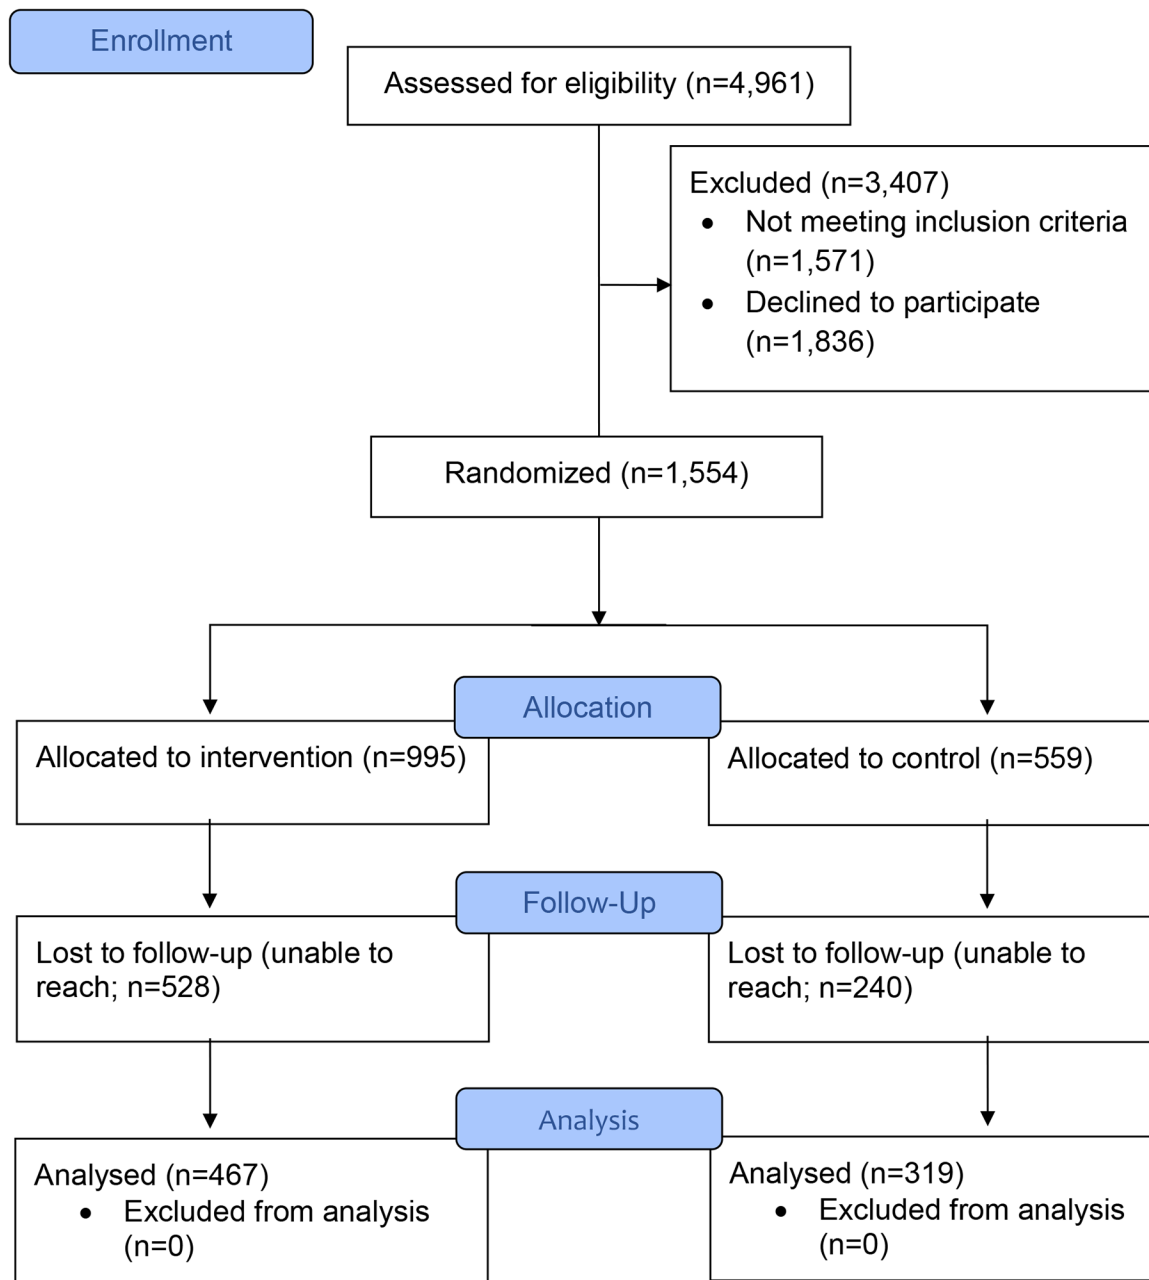 Enrollment
Assessed for eligibility (n=4,961)
Excluded (n=3,407)
• Not meeting inclusion criteria
(n=1,571)
• Declined to participate
(n=1,836)
Randomized (n=1,554)
Allocation
Allocated to intervention (n=995)
Allocated to control (n=559)
Follow-Up
Lost to follow-up (unable to
reach; n=528)
Lost to follow-up (unable to
reach; n=240)
Analysis
Analysed (n=467)
• Excluded from analysis
(n=0)
Analysed (n=319)
• Excluded from analysis
(n=0)